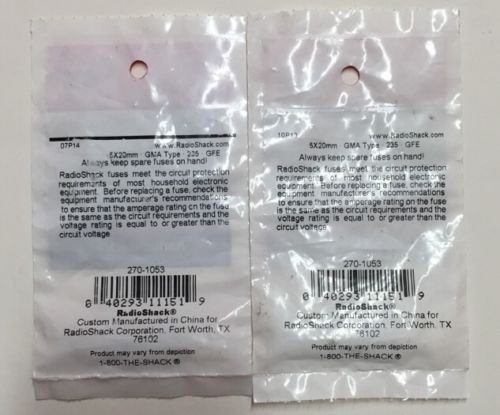 07P14 www.RadioShack.com
5X20mm · GMA Type · 235 · GFE
Always keep spare fuses on hand!
RadioShack fuses meet the circuit protection
requirements of most household electronic
equipment. Before replacing a fuse, check the
equipment manufacturer's recommendations
to ensure that the amperage rating on the fuse
is the same as the circuit requirements and the
voltage rating is equal to or greater than the
circuit voltage.
270-1053
0 40293 11151 9
RadioShack®
Custom Manufactured in China for
RadioShack Corporation, Fort Worth, TX
76102
Product may vary from depiction
1-800-THE-SHACK®
www.RadioShack.com
5X20mm · GMA Type · 235 · GFE
Always keep spare fuses on hand!
RadioShack fuses meet the circuit protection
requirements of most household electronic
equipment. Before replacing a fuse, check the
equipment manufacturer's recommendations
to ensure that the amperage rating on the fuse
is the same as the circuit requirements and the
voltage rating is equal to or greater than the
circuit voltage.
270-1053
0 40293 11151 9
RadioShack®
Custom Manufactured in China for
RadioShack Corporation, Fort Worth, TX
76102
Product may vary from depiction
1-800-THE-SHACK®